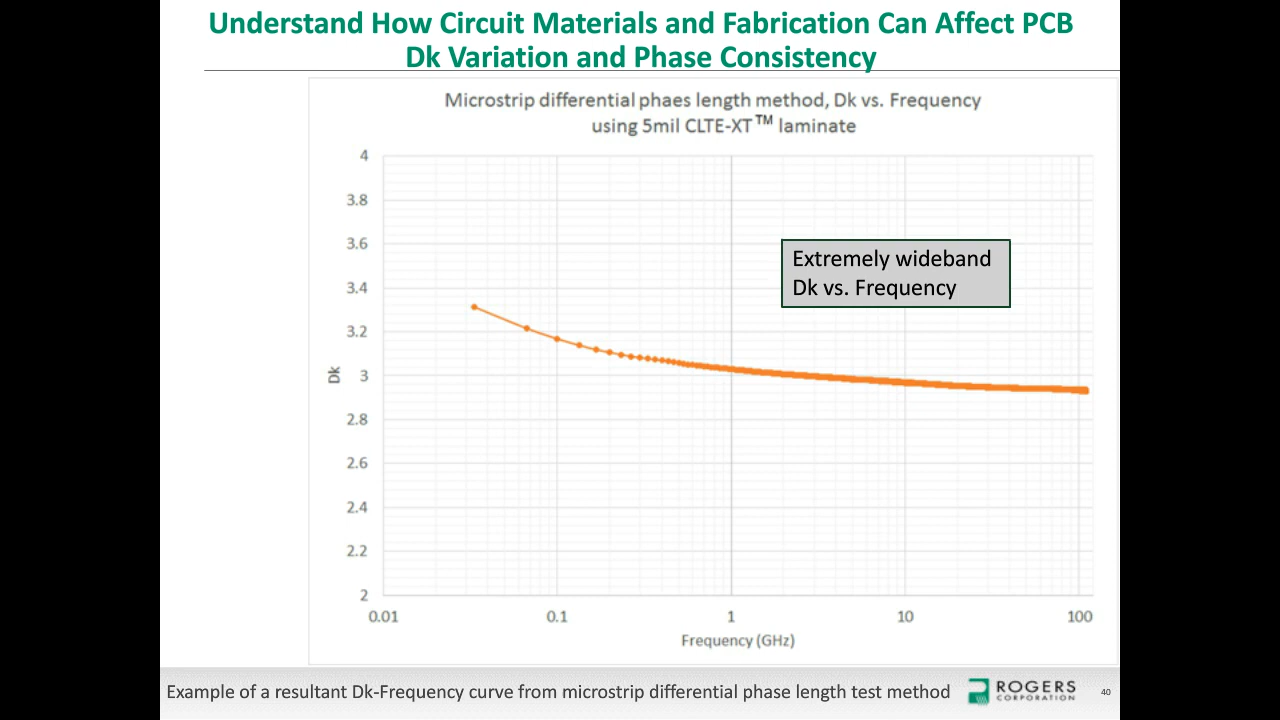 Understand How Circuit Materials and Fabrication Can Affect PCB
Dk Variation and Phase Consistency
Microstrip differential phaes length method, Dk vs. Frequency
using 5mil CLTE-XT™ laminate
4
3.8
3.6
3.4
3.2
3
2.8
2.6
2.4
2.2
2
Dk
Extremely wideband
Dk vs. Frequency
0.01 0.1 1 10 100
Frequency (GHz)
Example of a resultant Dk-Frequency curve from microstrip differential phase length test method
ROGERS
CORPORATION
40